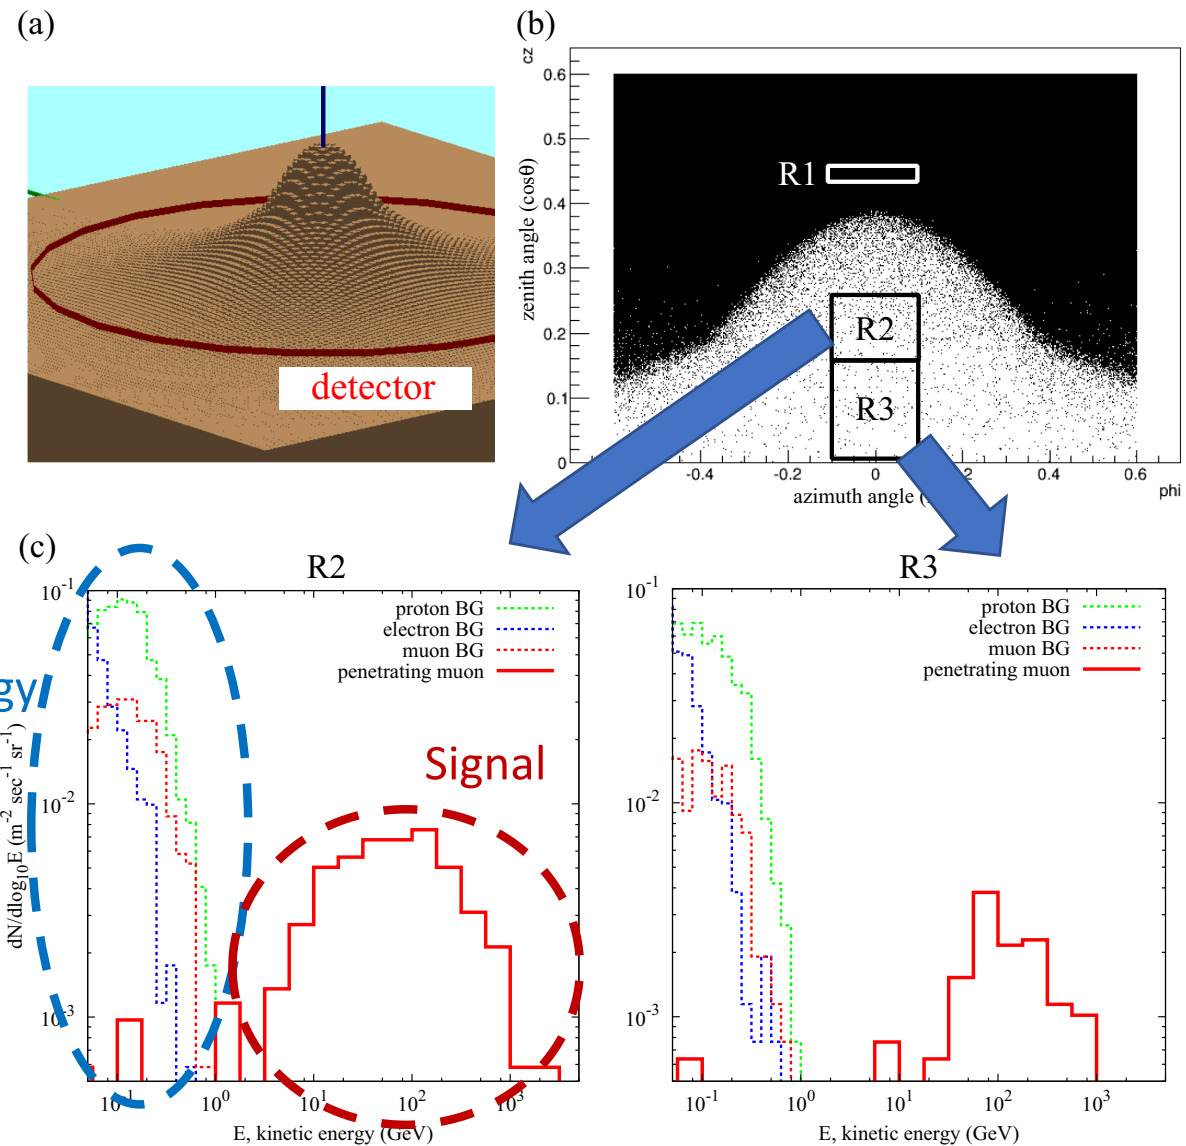 (a)
(b)
detector
cz
zenith angle (cosθ)
0.6
0.5
0.4
0.3
0.2
0.1
0
R1
R2
R3
-0.4
-0.2
0
0.2
0.4
0.6
azimuth angle (
phi
(c)
R2
10⁻¹
10⁻²
10⁻³
dN/dlog₁₀E (m⁻² sec⁻¹ sr⁻¹)
gy
proton BG
electron BG
muon BG
penetrating muon
Signal
10⁻¹
10⁰
10¹
10²
10³
E, kinetic energy (GeV)
R3
10⁻¹
10⁻²
10⁻³
proton BG
electron BG
muon BG
penetrating muon
10⁻¹
10⁰
10¹
10²
10³
E, kinetic energy (GeV)